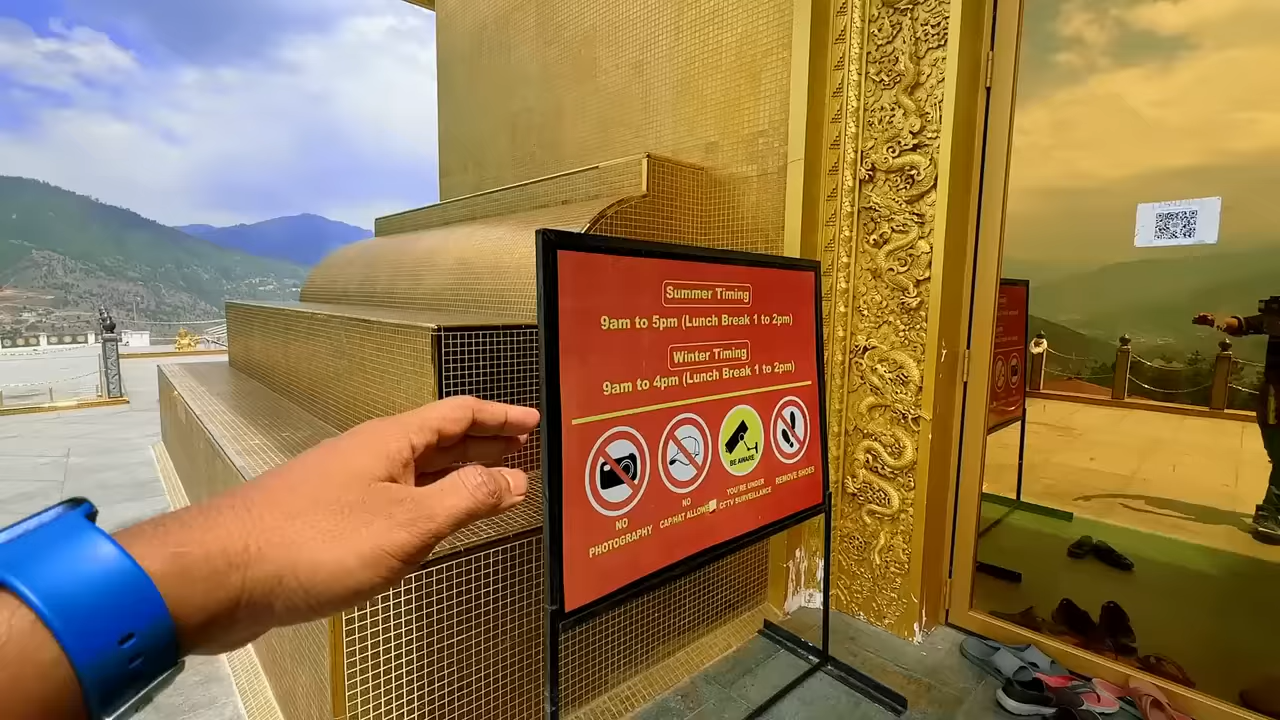 Summer Timing
9am to 5pm (Lunch Break 1 to 2pm)
Winter Timing
9am to 4pm (Lunch Break 1 to 2pm)
NO
PHOTOGRAPHY
NO
CAP/HAT ALLOWE
BE AWARE
YOU'RE UNDER
CCTV SURVEILLANCE
REMOVE SHOES